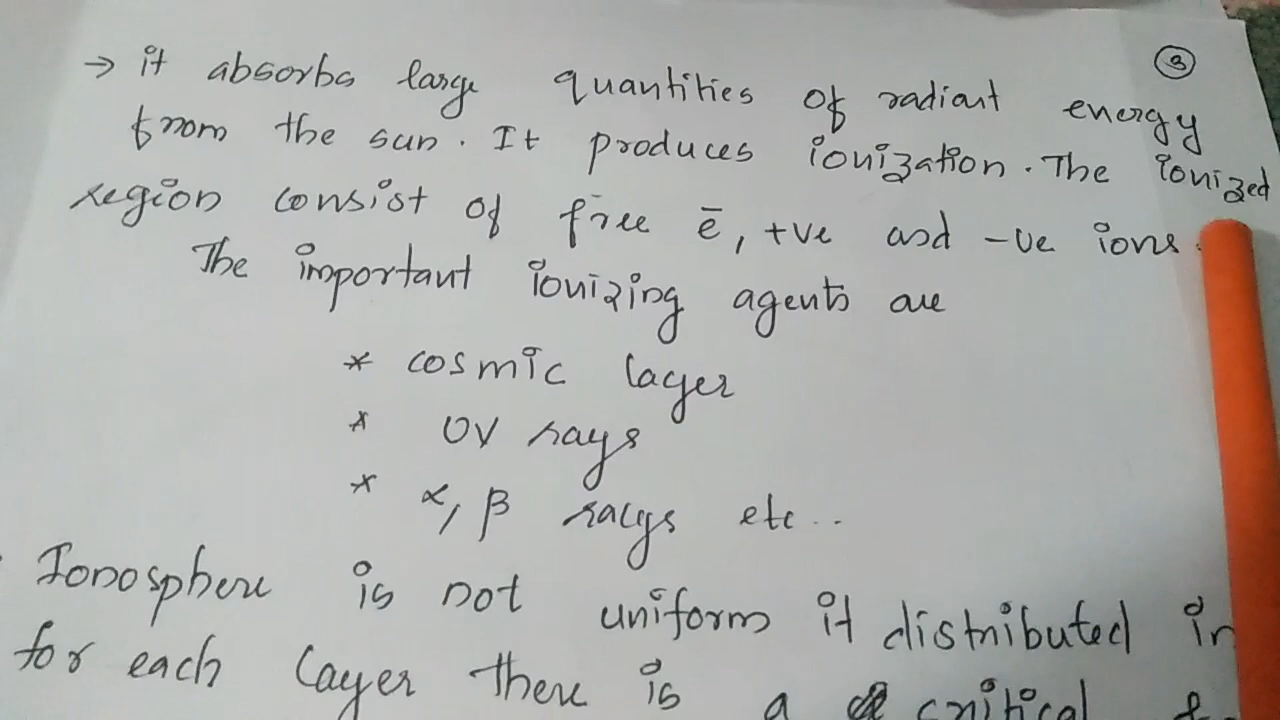 ③
→ it absorbs large quantities of radiant energy
from the sun. It produces ionization. The ionized
region consist of free ē, +ve and -ve ions.
The important ionizing agents are
* cosmic layer
* UV rays
* α, β rays etc..
Ionosphere is not uniform it distributed in
for each layer there is a critical